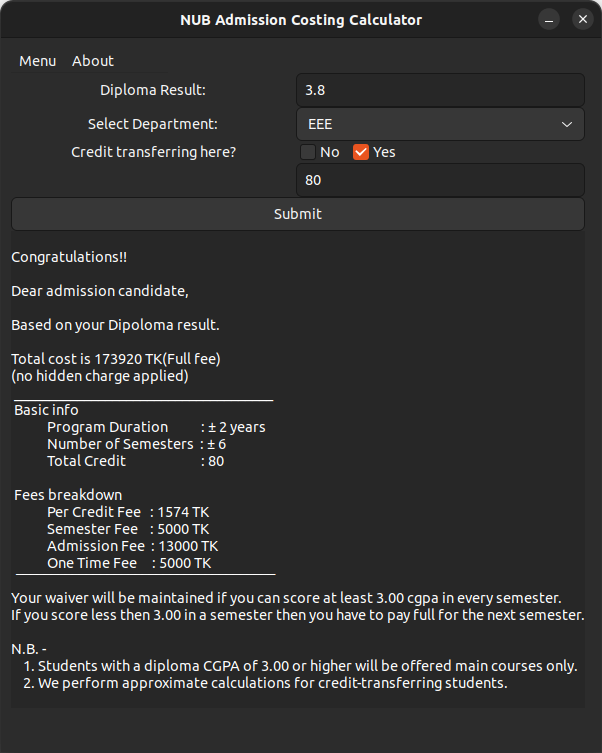 NUB Admission Costing Calculator
Menu About
Diploma Result: 3.8
Select Department: EEE
Credit transferring here? No Yes
80
Submit
Congratulations!!
Dear admission candidate,
Based on your Dipoloma result.
Total cost is 173920 TK(Full fee)
(no hidden charge applied)
Basic info
Program Duration : ± 2 years
Number of Semesters : ± 6
Total Credit : 80
Fees breakdown
Per Credit Fee : 1574 TK
Semester Fee : 5000 TK
Admission Fee : 13000 TK
One Time Fee : 5000 TK
Your waiver will be maintained if you can score at least 3.00 cgpa in every semester.
If you score less then 3.00 in a semester then you have to pay full for the next semester.
N.B. -
1. Students with a diploma CGPA of 3.00 or higher will be offered main courses only.
2. We perform approximate calculations for credit-transferring students.